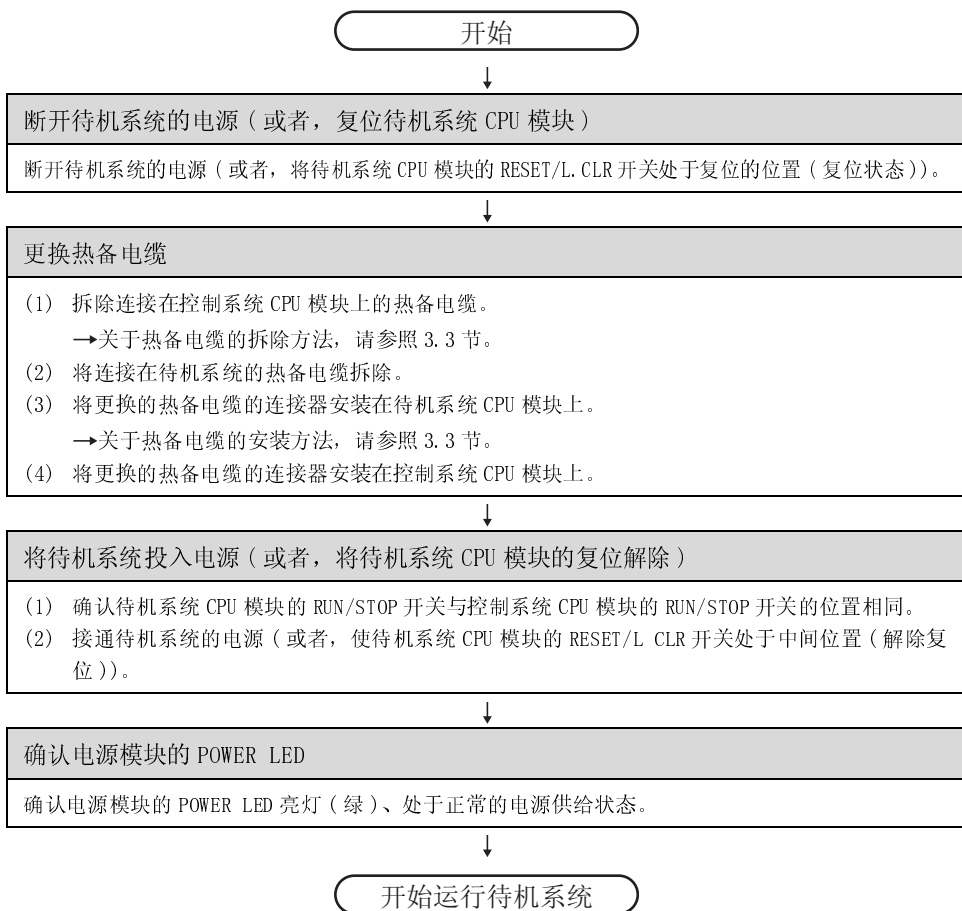 开始
断开待机系统的电源 ( 或者，复位待机系统 CPU 模块 )
断开待机系统的电源 ( 或者，将待机系统 CPU 模块的 RESET/L.CLR 开关处于复位的位置 ( 复位状态 ))。
更换热备电缆
(1) 拆除连接在控制系统 CPU 模块上的热备电缆。
→关于热备电缆的拆除方法，请参照 3.3 节。
(2) 将连接在待机系统的热备电缆拆除。
(3) 将更换的热备电缆的连接器安装在待机系统 CPU 模块上。
→关于热备电缆的安装方法，请参照 3.3 节。
(4) 将更换的热备电缆的连接器安装在控制系统 CPU 模块上。
将待机系统投入电源 ( 或者，将待机系统 CPU 模块的复位解除 )
(1) 确认待机系统 CPU 模块的 RUN/STOP 开关与控制系统 CPU 模块的 RUN/STOP 开关的位置相同。
(2) 接通待机系统的电源 ( 或者，使待机系统 CPU 模块的 RESET/L CLR 开关处于中间位置 ( 解除复
位 ))。
确认电源模块的 POWER LED
确认电源模块的 POWER LED 亮灯 ( 绿 )、处于正常的电源供给状态。
开始运行待机系统